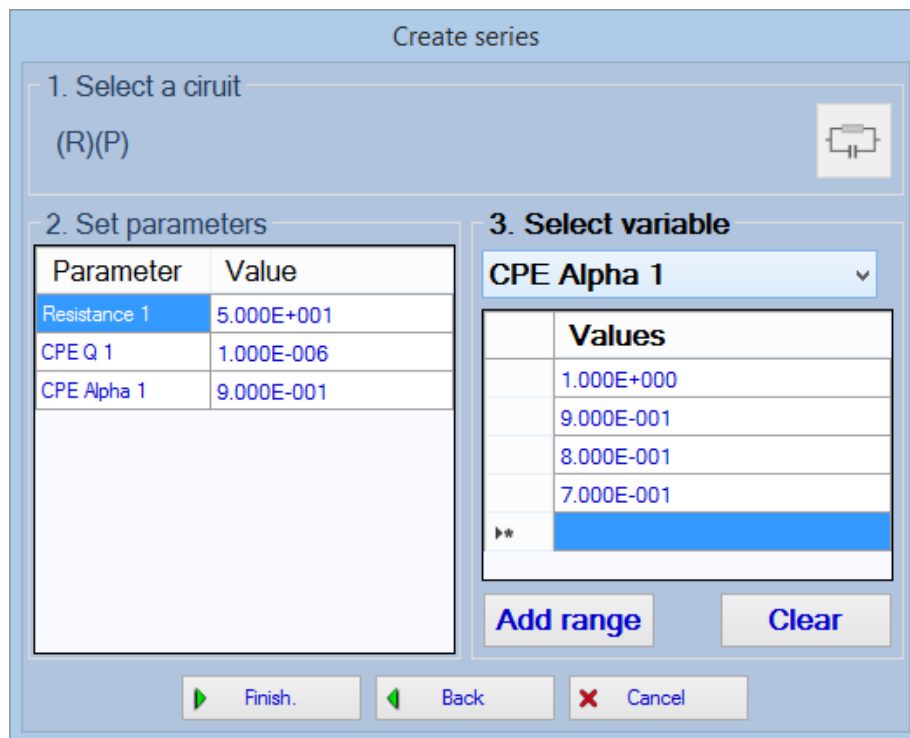 Create series
1. Select a ciruit
(R)(P)
2. Set parameters
Parameter Value
Resistance 1 5.000E+001
CPE Q 1 1.000E-006
CPE Alpha 1 9.000E-001
3. Select variable
CPE Alpha 1
Values
1.000E+000
9.000E-001
8.000E-001
7.000E-001
Add range Clear
Finish. Back Cancel